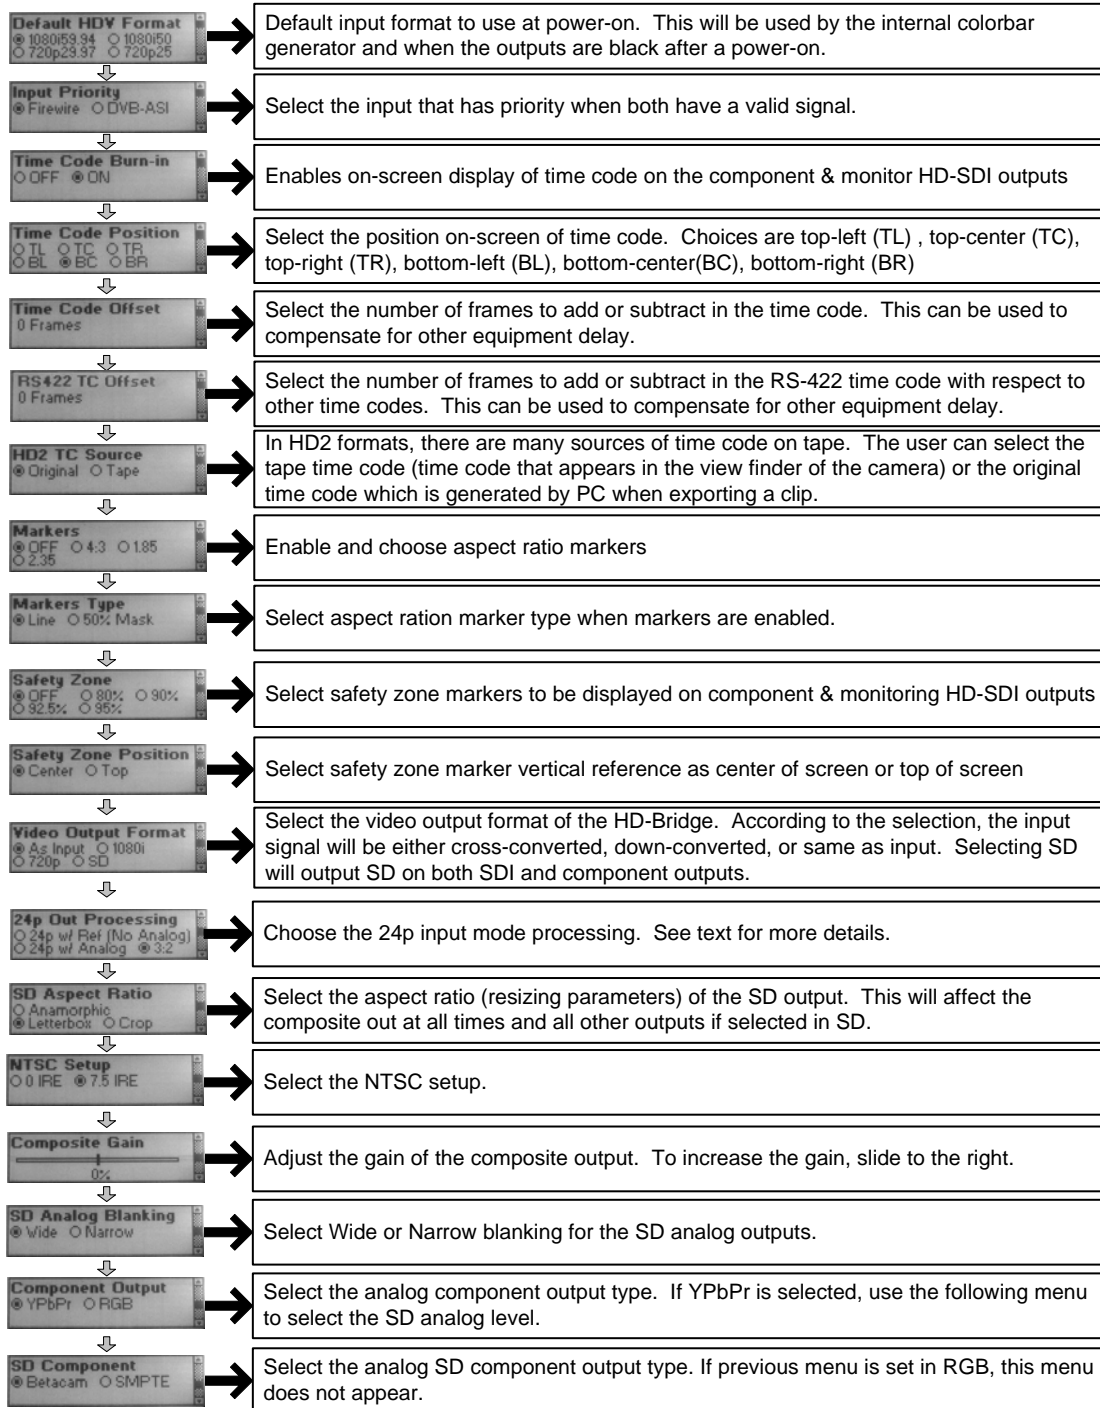 Default HDV Format
1080i59.94 1080i50
720p29.97 720p25
Default input format to use at power-on. This will be used by the internal colorbar
generator and when the outputs are black after a power-on.
Input Priority
Firewire DVB-ASI
Select the input that has priority when both have a valid signal.
Time Code Burn-in
OFF ON
Enables on-screen display of time code on the component & monitor HD-SDI outputs
Time Code Position
TL TC TR
BL BC BR
Select the position on-screen of time code. Choices are top-left (TL) , top-center (TC),
top-right (TR), bottom-left (BL), bottom-center(BC), bottom-right (BR)
Time Code Offset
0 Frames
Select the number of frames to add or subtract in the time code. This can be used to
compensate for other equipment delay.
RS422 TC Offset
0 Frames
Select the number of frames to add or subtract in the RS-422 time code with respect to
other time codes. This can be used to compensate for other equipment delay.
HD2 TC Source
Original Tape
In HD2 formats, there are many sources of time code on tape. The user can select the
tape time code (time code that appears in the view finder of the camera) or the original
time code which is generated by PC when exporting a clip.
Markers
OFF 4:3 1.85
2.35
Enable and choose aspect ratio markers
Markers Type
Line 50% Mask
Select aspect ration marker type when markers are enabled.
Safety Zone
OFF 80% 90%
92.5% 95%
Select safety zone markers to be displayed on component & monitoring HD-SDI outputs
Safety Zone Position
Center Top
Select safety zone marker vertical reference as center of screen or top of screen
Video Output Format
As Input 1080i
720p SD
Select the video output format of the HD-Bridge. According to the selection, the input
signal will be either cross-converted, down-converted, or same as input. Selecting SD
will output SD on both SDI and component outputs.
24p Out Processing
24p w/ Ref (No Analog)
24p w/ Analog 3:2
Choose the 24p input mode processing. See text for more details.
SD Aspect Ratio
Anamorphic
Letterbox Crop
Select the aspect ratio (resizing parameters) of the SD output. This will affect the
composite out at all times and all other outputs if selected in SD.
NTSC Setup
0 IRE 7.5 IRE
Select the NTSC setup.
Composite Gain
0%
Adjust the gain of the composite output. To increase the gain, slide to the right.
SD Analog Blanking
Wide Narrow
Select Wide or Narrow blanking for the SD analog outputs.
Component Output
YPbPr RGB
Select the analog component output type. If YPbPr is selected, use the following menu
to select the SD analog level.
SD Component
Betacam SMPTE
Select the analog SD component output type. If previous menu is set in RGB, this menu
does not appear.